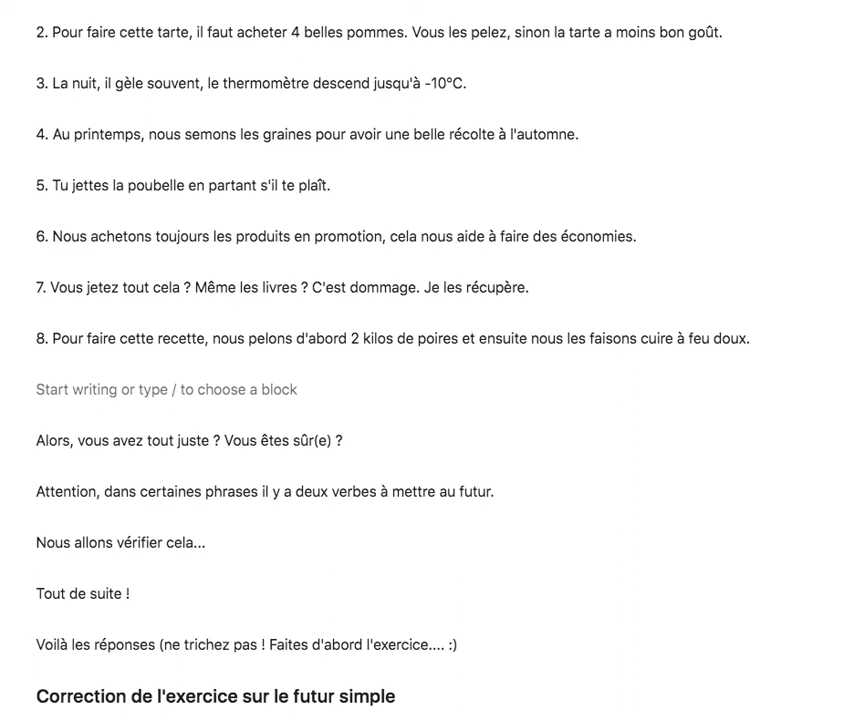 2. Pour faire cette tarte, il faut acheter 4 belles pommes. Vous les pelez, sinon la tarte a moins bon goût.
3. La nuit, il gèle souvent, le thermomètre descend jusqu'à -10°C.
4. Au printemps, nous semons les graines pour avoir une belle récolte à l'automne.
5. Tu jettes la poubelle en partant s'il te plaît.
6. Nous achetons toujours les produits en promotion, cela nous aide à faire des économies.
7. Vous jetez tout cela ? Même les livres ? C'est dommage. Je les récupère.
8. Pour faire cette recette, nous pelons d'abord 2 kilos de poires et ensuite nous les faisons cuire à feu doux.
Start writing or type / to choose a block
Alors, vous avez tout juste ? Vous êtes sûr(e) ?
Attention, dans certaines phrases il y a deux verbes à mettre au futur.
Nous allons vérifier cela...
Tout de suite !
Voilà les réponses (ne trichez pas ! Faites d'abord l'exercice.... :)
Correction de l'exercice sur le futur simple